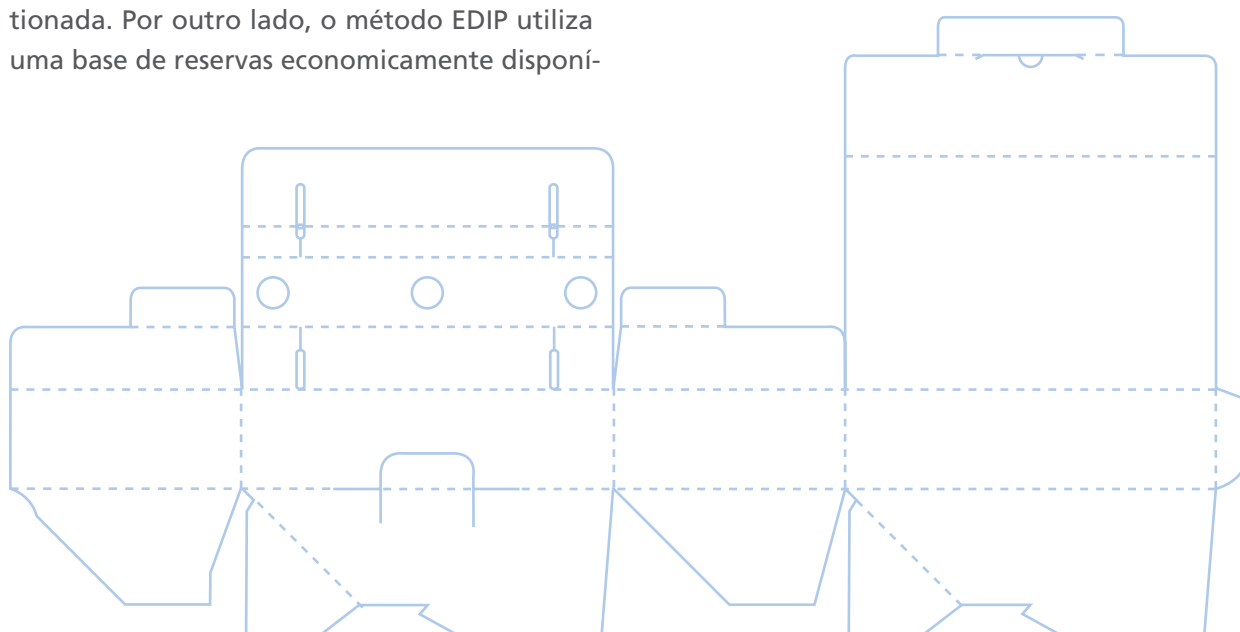 tionada. Por outro lado, o método EDIP utiliza
uma base de reservas economicamente disponí-